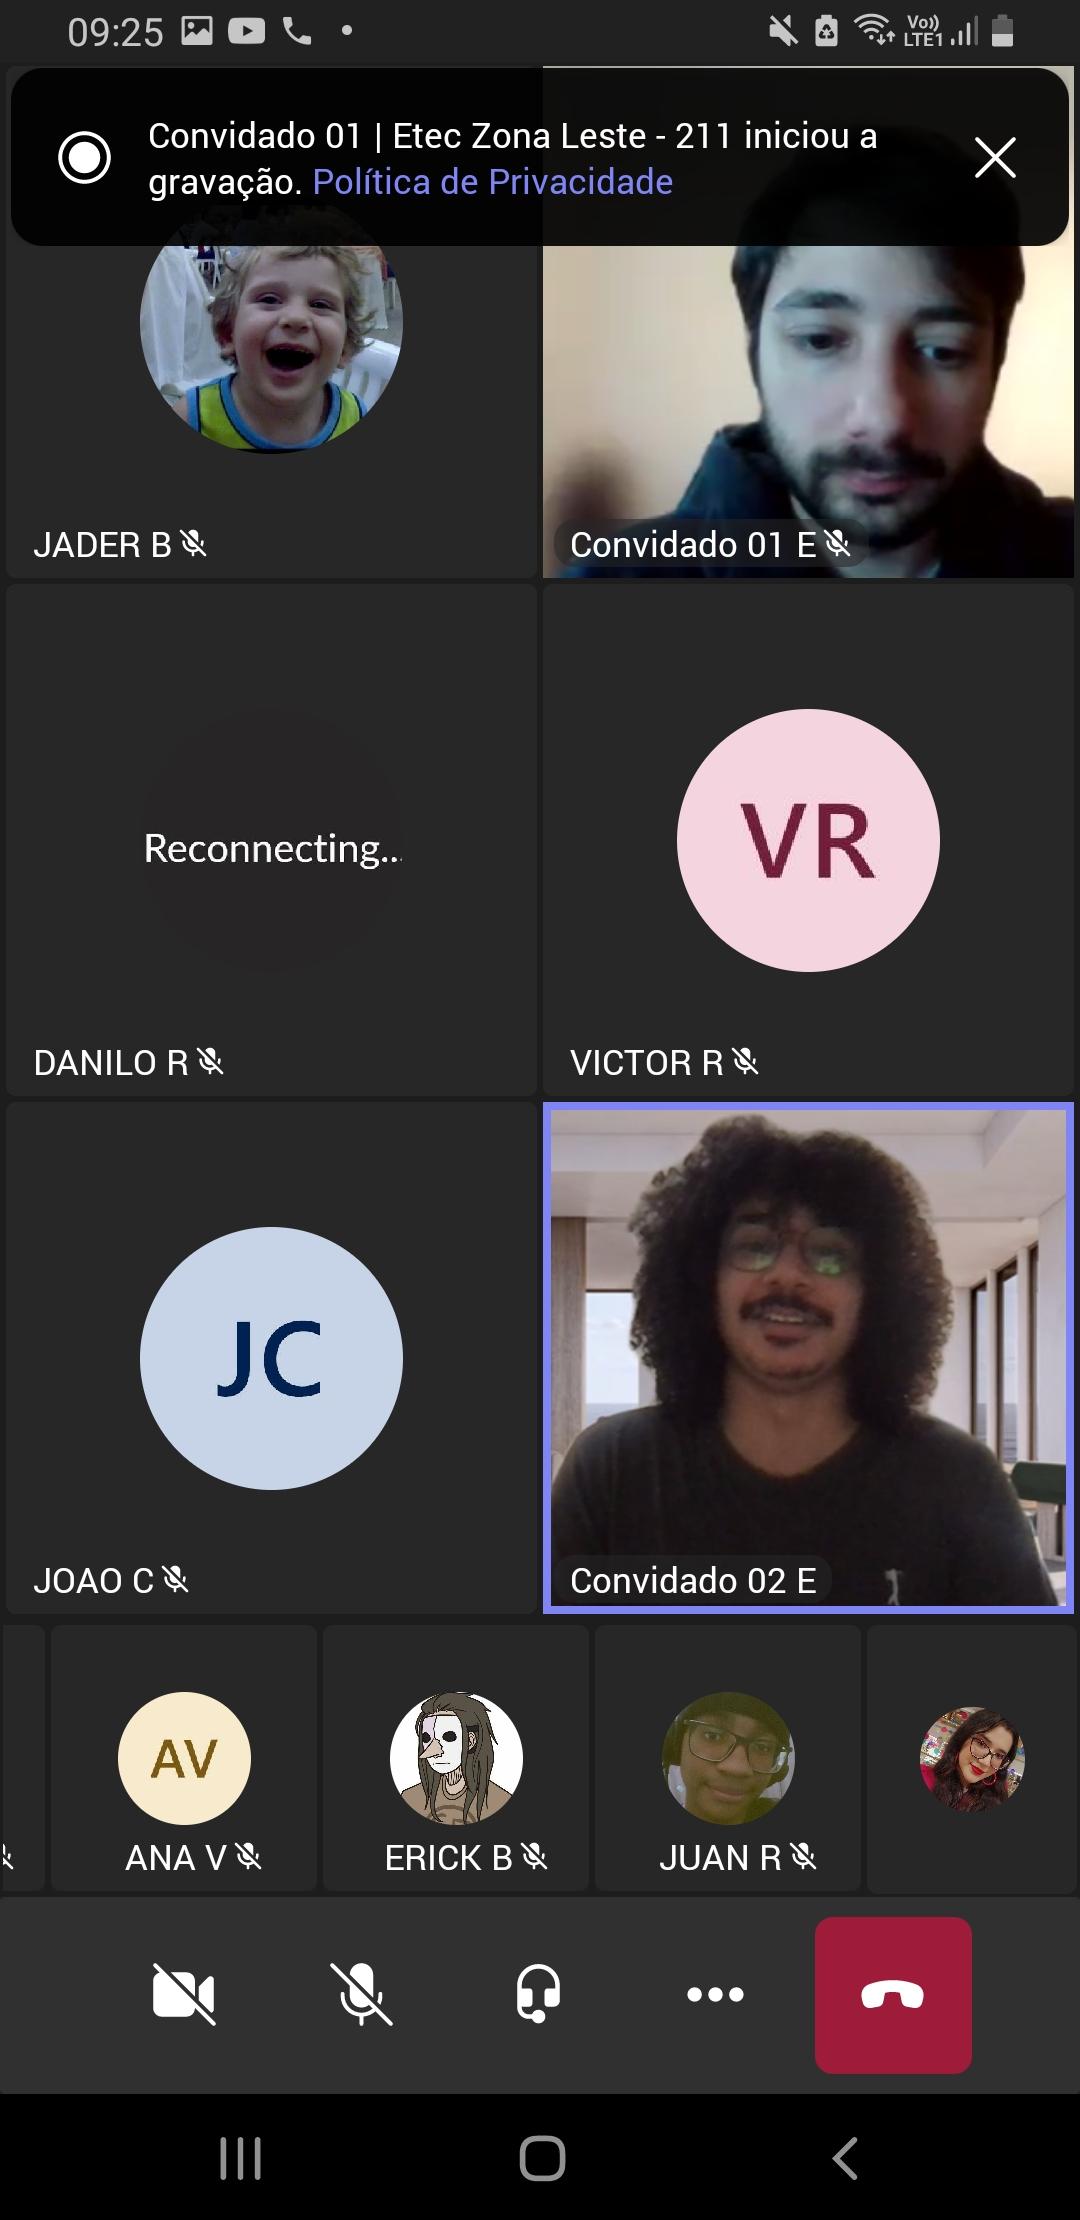 09:25
Vo))
LTE1
Convidado 01 | Etec Zona Leste - 211 iniciou a
gravação. Política de Privacidade
JADER B
Convidado 01 E
Reconnecting...
VR
DANILO R
VICTOR R
JC
JOAO C
Convidado 02 E
AV
ANA V
ERICK B
JUAN R